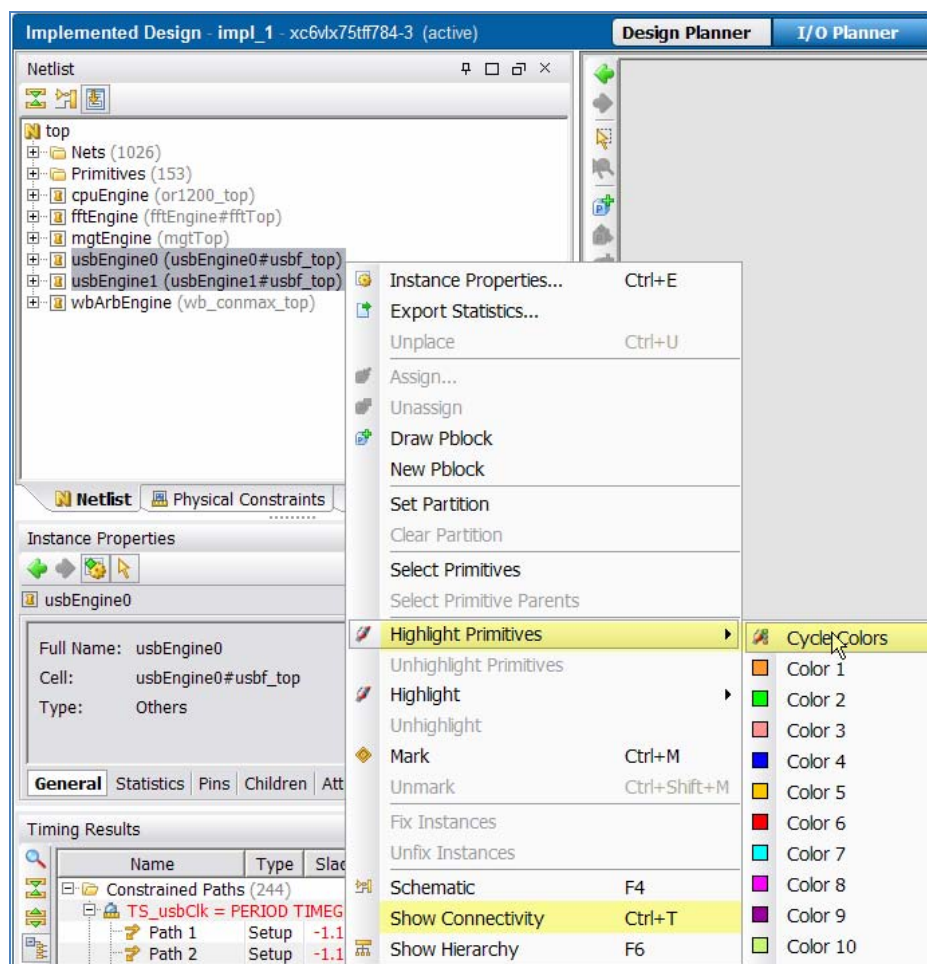 Implemented Design - impl_1 - xc6vlx75tff784-3 (active)
Design Planner
I/O Planner
Netlist
top
Nets (1026)
Primitives (153)
cpuEngine (or1200_top)
fftEngine (fftEngine#fftTop)
mgtEngine (mgtTop)
usbEngine0 (usbEngine0#usbf_top)
usbEngine1 (usbEngine1#usbf_top)
wbArbEngine (wb_conmax_top)
Netlist
Physical Constraints
Instance Properties
usbEngine0
Full Name: usbEngine0
Cell: usbEngine0#usbf_top
Type: Others
General Statistics Pins Children Att
Timing Results
Name Type Slac
Constrained Paths (244)
TS_usbClk = PERIOD TIMEG
Path 1 Setup -1.1
Path 2 Setup -1.1
Instance Properties... Ctrl+E
Export Statistics...
Unplace Ctrl+U
Assign...
Unassign
Draw Pblock
New Pblock
Set Partition
Clear Partition
Select Primitives
Select Primitive Parents
Highlight Primitives
Unhighlight Primitives
Highlight
Unhighlight
Mark Ctrl+M
Unmark Ctrl+Shift+M
Fix Instances
Unfix Instances
Schematic F4
Show Connectivity Ctrl+T
Show Hierarchy F6
Cycle Colors
Color 1
Color 2
Color 3
Color 4
Color 5
Color 6
Color 7
Color 8
Color 9
Color 10